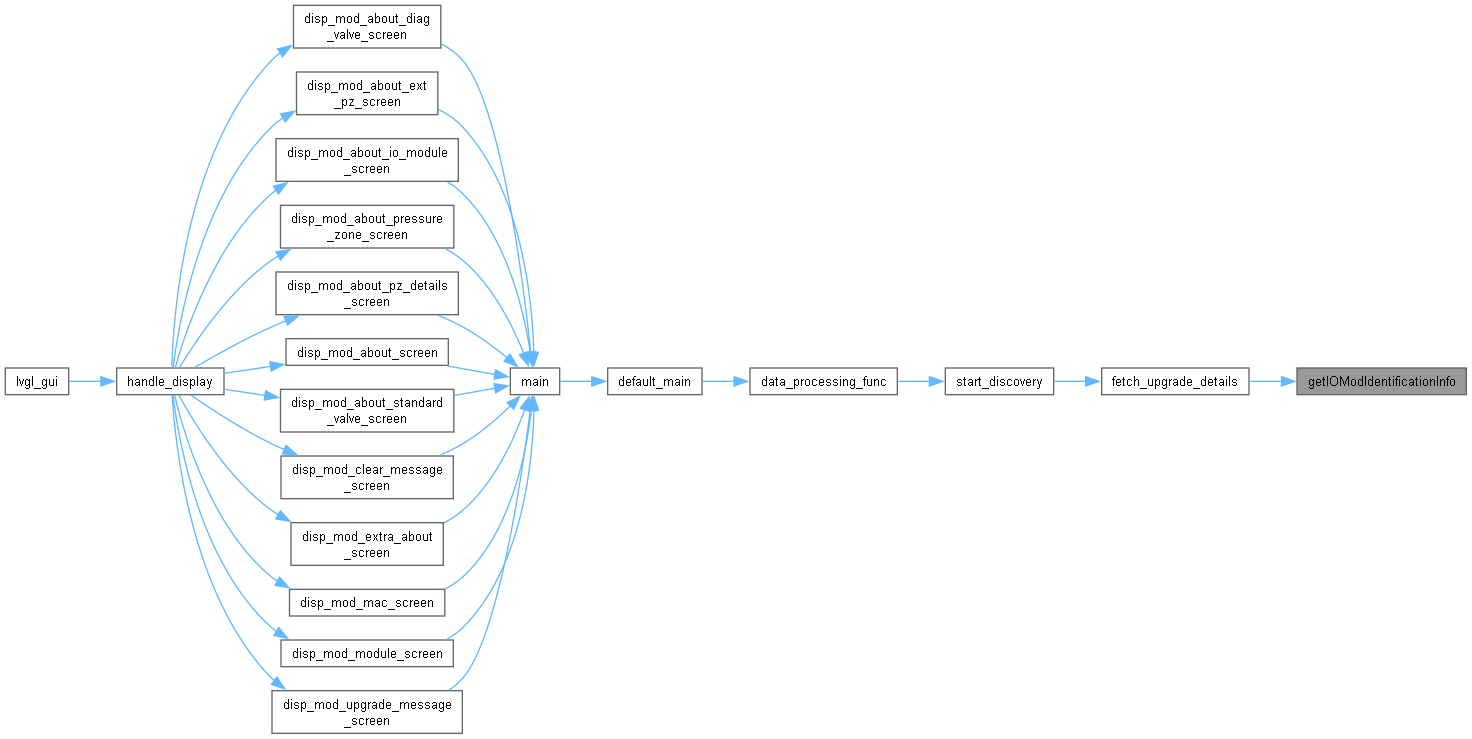 disp_mod_about_diag
_valve_screen
disp_mod_about_ext
_pz_screen
disp_mod_about_io_module
_screen
disp_mod_about_pressure
_zone_screen
disp_mod_about_pz_details
_screen
disp_mod_about_screen
lvgl_gui
handle_display
main
default_main
data_processing_func
start_discovery
fetch_upgrade_details
getIOModIdentificationInfo
disp_mod_about_standard
_valve_screen
disp_mod_clear_message
_screen
disp_mod_extra_about
_screen
disp_mod_mac_screen
disp_mod_module_screen
disp_mod_upgrade_message
_screen